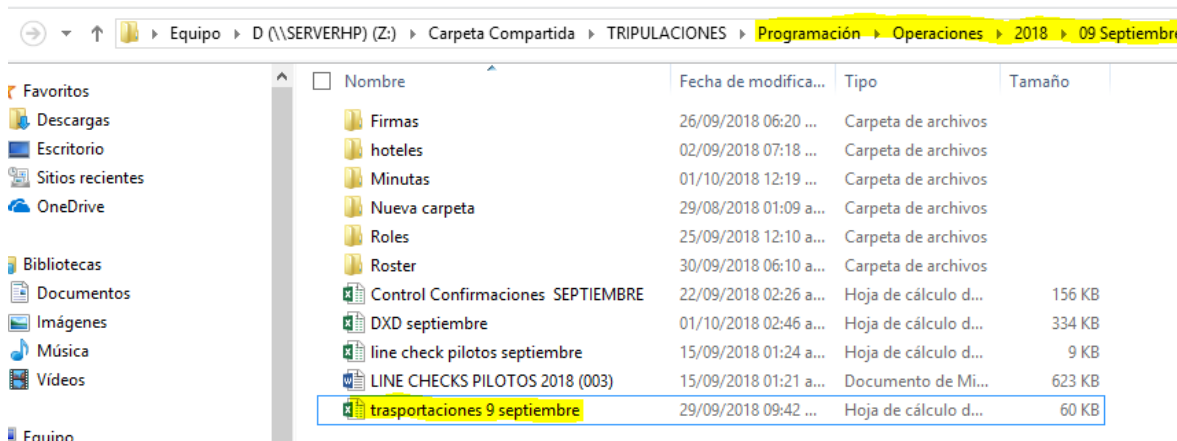 Equipo D (\\SERVERHP) (Z:) Carpeta Compartida TRIPULACIONES Programación Operaciones 2018 09 Septiembre
Nombre Fecha de modifica... Tipo Tamaño
Favoritos
Descargas
Escritorio
Sitios recientes
OneDrive
Bibliotecas
Documentos
Imágenes
Música
Vídeos
Equipo
Firmas 26/09/2018 06:20 ... Carpeta de archivos
hoteles 02/09/2018 07:18 ... Carpeta de archivos
Minutas 01/10/2018 12:19 ... Carpeta de archivos
Nueva carpeta 29/08/2018 01:09 a... Carpeta de archivos
Roles 25/09/2018 12:10 a... Carpeta de archivos
Roster 30/09/2018 06:10 a... Carpeta de archivos
Control Confirmaciones SEPTIEMBRE 22/09/2018 02:26 a... Hoja de cálculo d... 156 KB
DXD septiembre 01/10/2018 02:46 a... Hoja de cálculo d... 334 KB
line check pilotos septiembre 15/09/2018 01:24 a... Hoja de cálculo d... 9 KB
LINE CHECKS PILOTOS 2018 (003) 15/09/2018 01:21 a... Documento de Mi... 623 KB
trasportaciones 9 septiembre 29/09/2018 09:42 ... Hoja de cálculo d... 60 KB